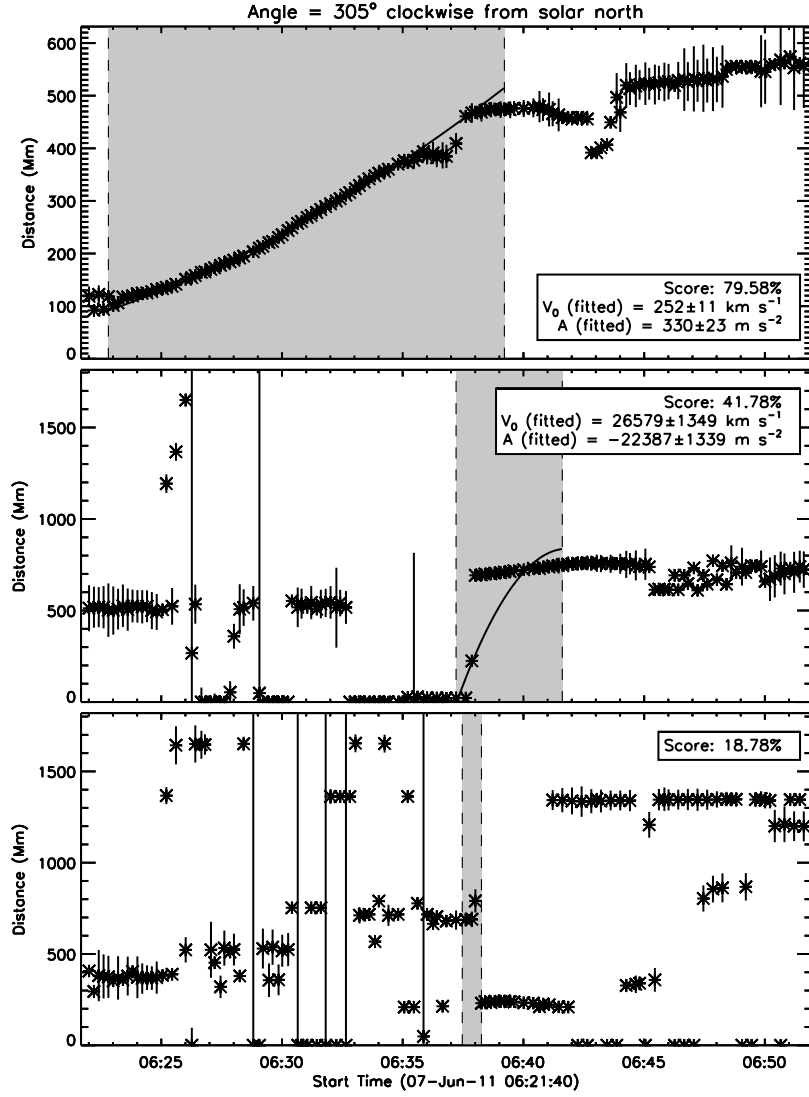 Angle = 305° clockwise from solar north
600
500
400
300
200
100
0
Distance (Mm)
Score: 79.58%
V₀ (fitted) = 252±11 km s⁻¹
A (fitted) = 330±23 m s⁻²
1500
1000
500
0
Distance (Mm)
Score: 41.78%
V₀ (fitted) = 26579±1349 km s⁻¹
A (fitted) = −22387±1339 m s⁻²
1500
1000
500
0
Distance (Mm)
Score: 18.78%
06:25 06:30 06:35 06:40 06:45 06:50
Start Time (07-Jun-11 06:21:40)